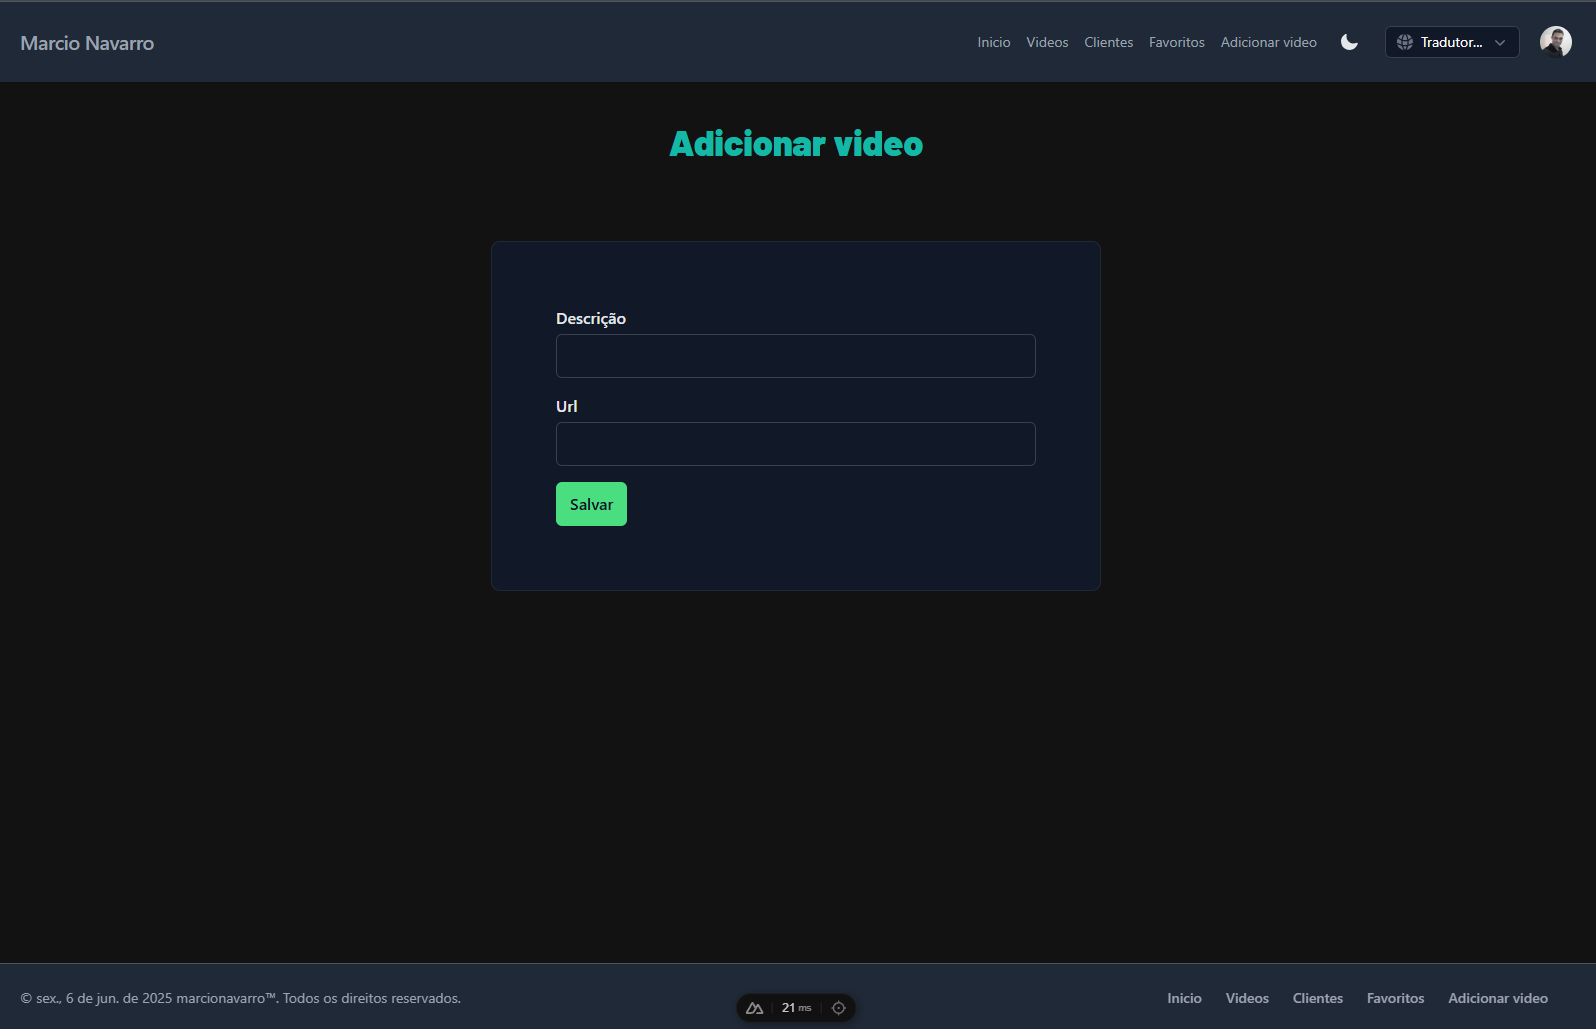 Marcio Navarro
Inicio Videos Clientes Favoritos Adicionar video Tradutor...
Adicionar video
Descrição
Url
Salvar
© sex., 6 de jun. de 2025 marcionavarro™. Todos os direitos reservados.
21 ms
Inicio Videos Clientes Favoritos Adicionar video